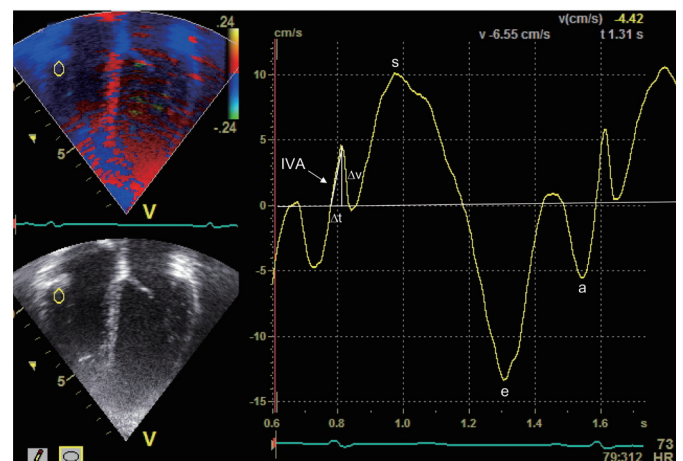 .24
-.24
5
V
5
V
v(cm/s) -4.42
cm/s v -6.55 cm/s t 1.31 s
10
5
0
-5
-10
-15
IVA
Δv
Δt
s
e
a
0.6 0.8 1.0 1.2 1.4 1.6 s
73
79:312 HR